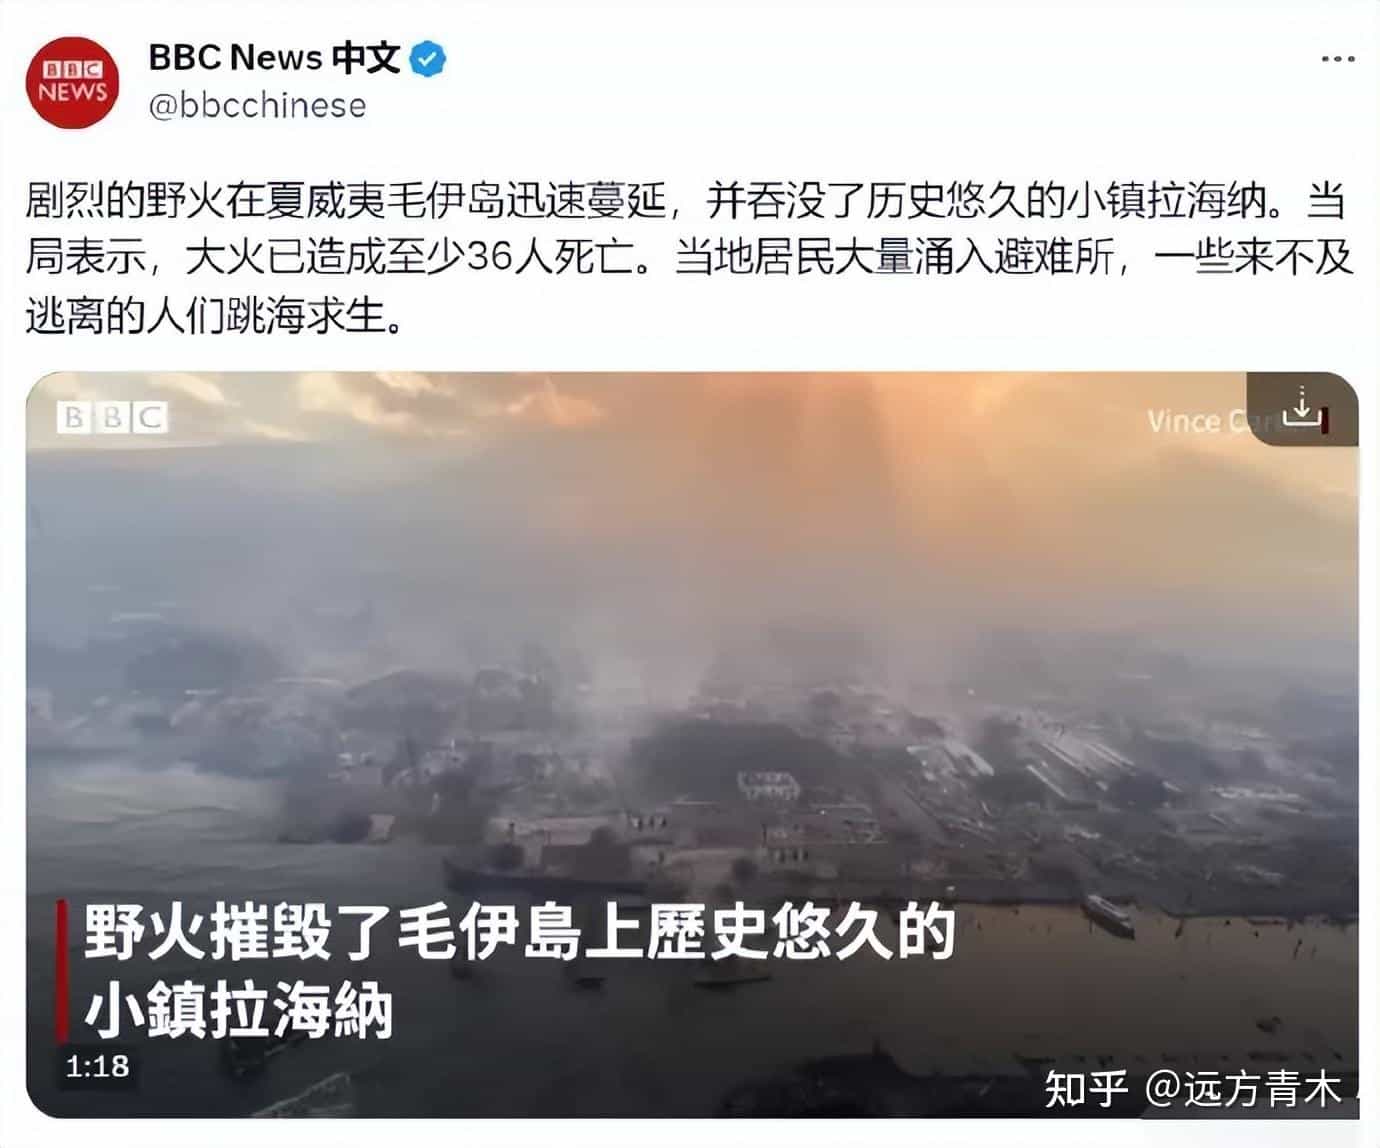 BBC NEWS
BBC News 中文
@bbcchinese
剧烈的野火在夏威夷毛伊岛迅速蔓延，并吞没了历史悠久的小镇拉海纳。当
局表示，大火已造成至少36人死亡。当地居民大量涌入避难所，一些来不及
逃离的人们跳海求生。
BBC
Vince
野火摧毀了毛伊島上歷史悠久的
小鎮拉海納
1:18
知乎 @远方青木